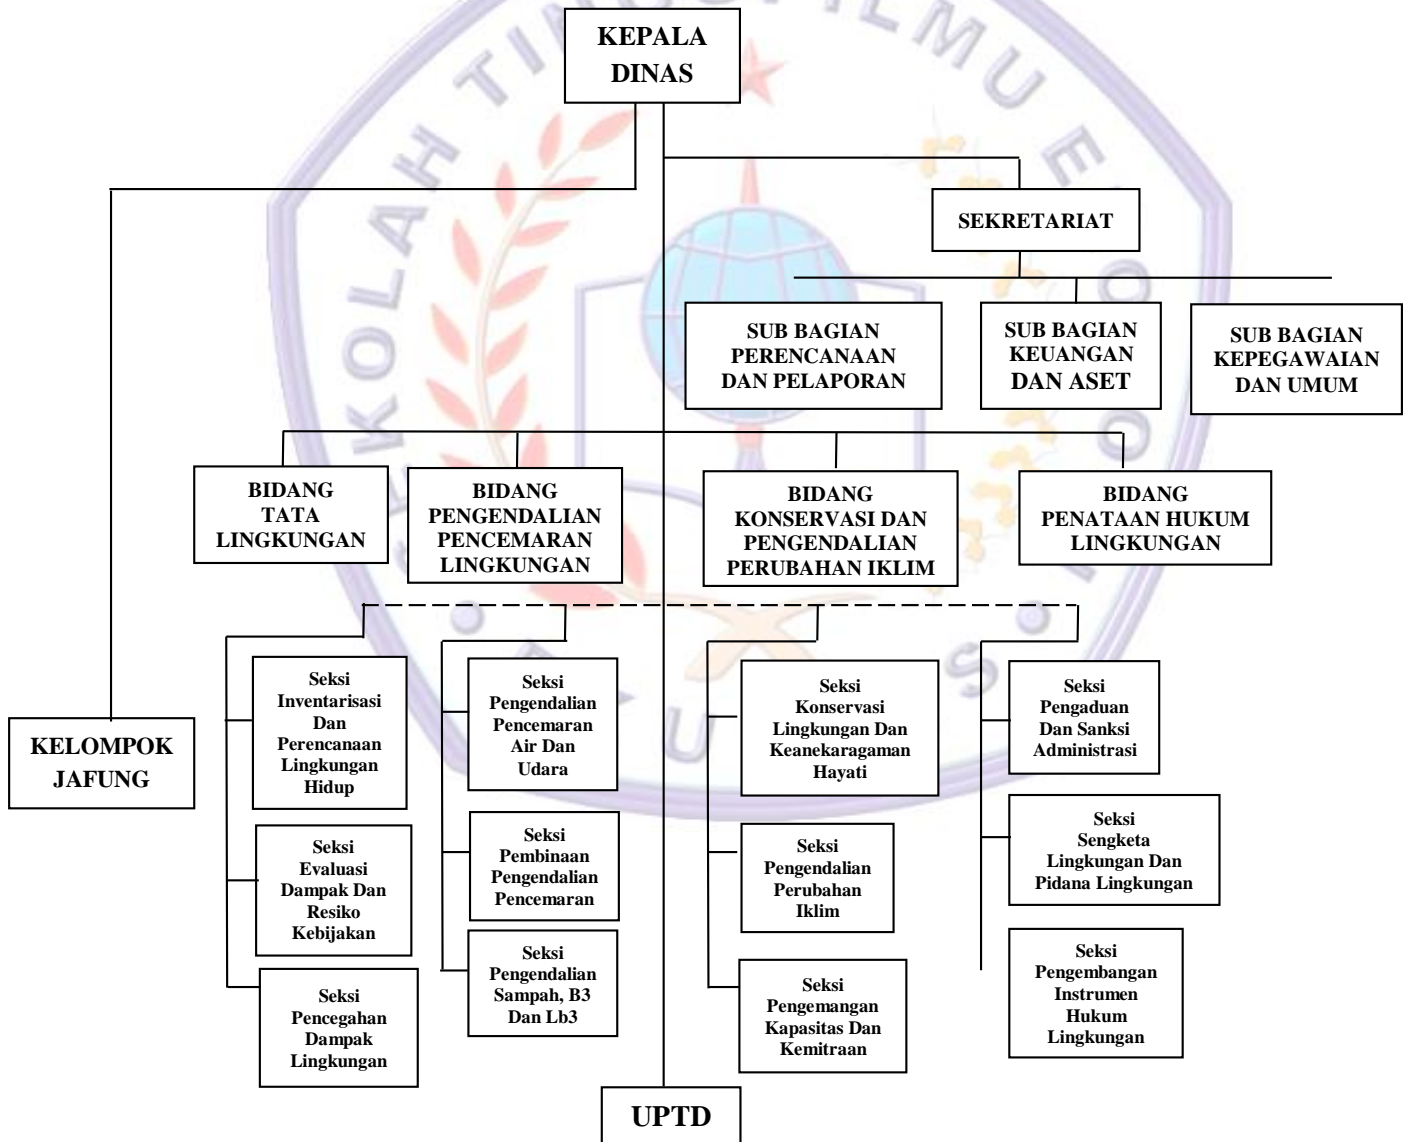 KEPALA
DINAS
SEKOLAH TINGGI ILMU EKO
SEKRETARIAT
SUB BAGIAN
PERENCANAAN
DAN PELAPORAN
SUB BAGIAN
KEUANGAN
DAN ASET
SUB BAGIAN
KEPEGAWAIAN
DAN UMUM
BIDANG
TATA
LINGKUNGAN
BIDANG
PENGENDALIAN
PENCEMARAN
LINGKUNGAN
BIDANG
KONSERVASI DAN
PENGENDALIAN
PERUBAHAN IKLIM
BIDANG
PENATAAN HUKUM
LINGKUNGAN
Seksi
Inventarisasi
Dan
Perencanaan
Lingkungan
Hidup
Seksi
Evaluasi
Dampak Dan
Resiko
Kebijakan
Seksi
Pencegahan
Dampak
Lingkungan
Seksi
Pengendalian
Pencemaran
Air Dan
Udara
Seksi
Pembinaan
Pengendalian
Pencemaran
Seksi
Pengendalian
Sampah, B3
Dan Lb3
Seksi
Konservasi
Lingkungan Dan
Keanekaragaman
Hayati
Seksi
Pengendalian
Perubahan
Iklim
Seksi
Pengemangan
Kapasitas Dan
Kemitraan
Seksi
Pengaduan
Dan Sanksi
Administrasi
Seksi
Sengketa
Lingkungan Dan
Pidana Lingkungan
Seksi
Pengembangan
Instrumen
Hukum
Lingkungan
KELOMPOK
JAFUNG
UPTD